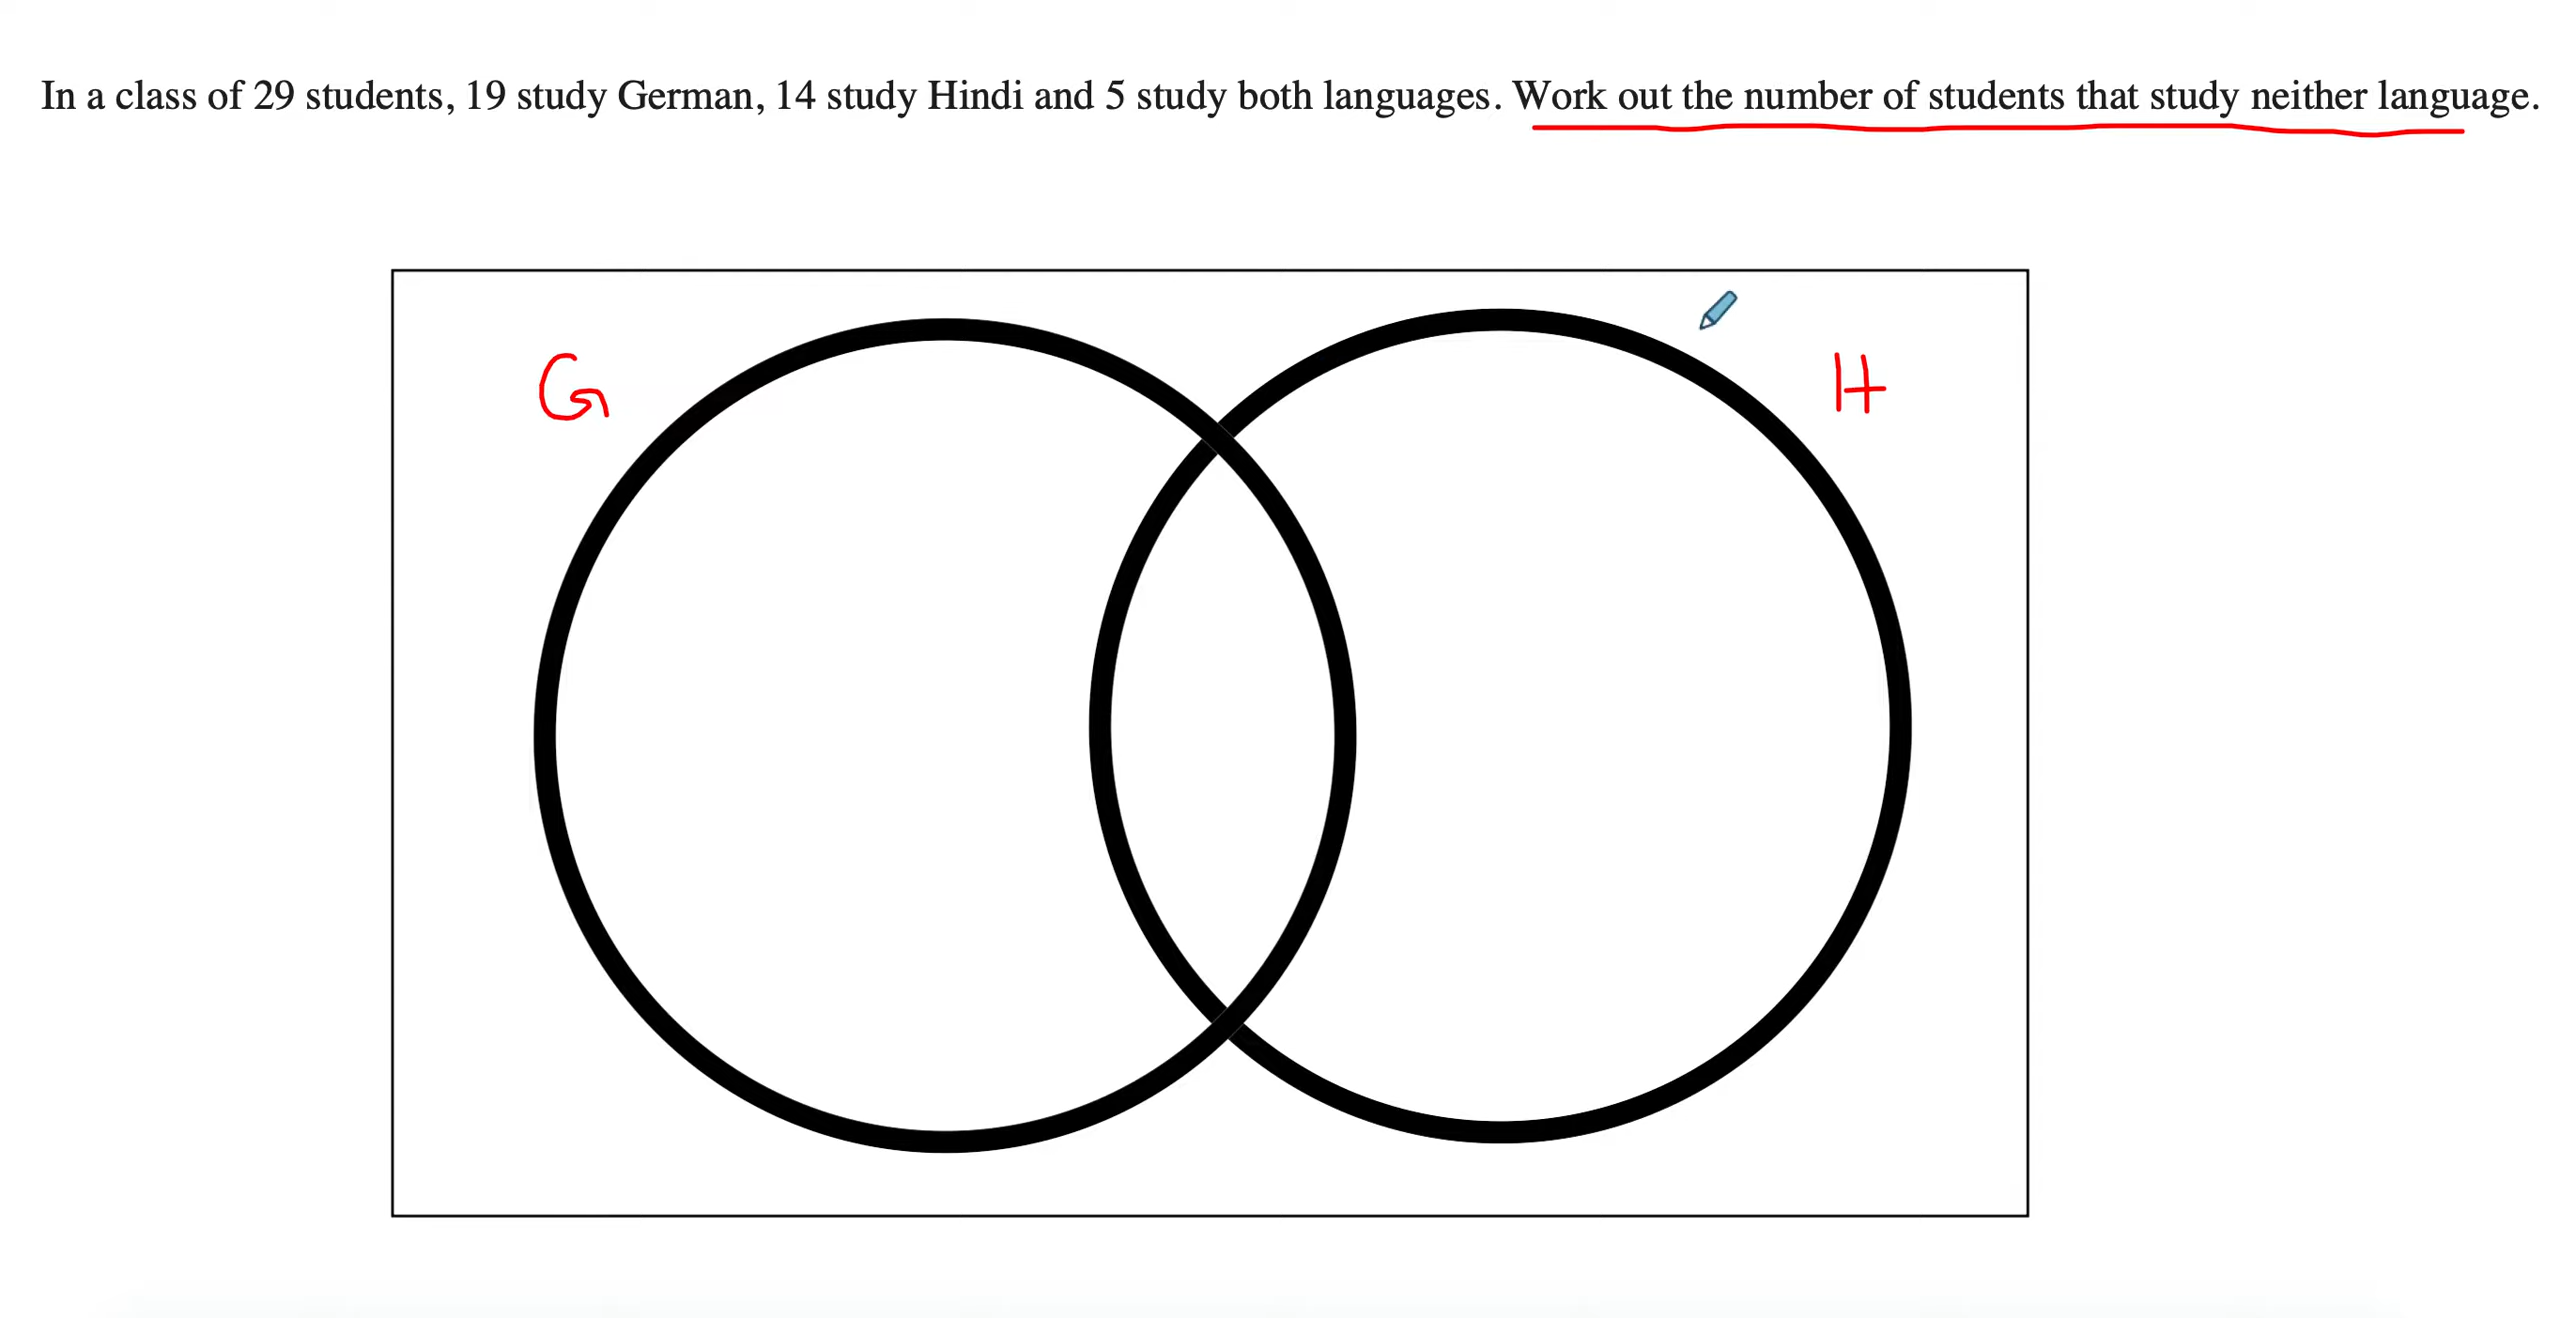 In a class of 29 students, 19 study German, 14 study Hindi and 5 study both languages. Work out the number of students that study neither language.
G H